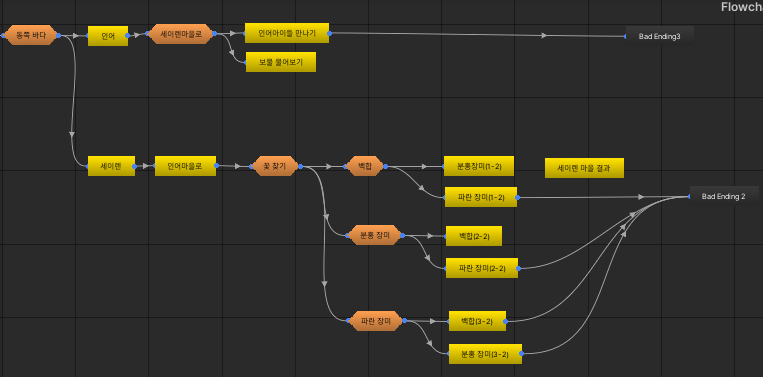 Flowcha
동쪽 바다
인어
세이렌마을로
인어아이들 만나기
Bad Ending3
보물 물어보기
세이렌
인어마을로
꽃 찾기
백합
분홍장미(1-2)
세이렌 마을 결과
파란 장미(1-2)
Bad Ending 2
분홍 장미
백합(2-2)
파란 장미(2-2)
파란 장미
백합(3-2)
분홍 장미(3-2)